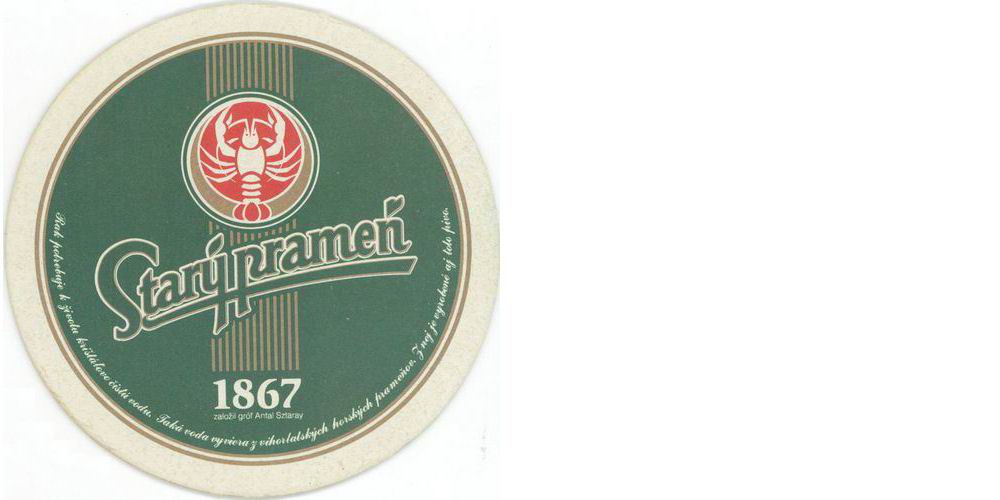 Starý prameň
1867
založil gróf Antal Sztáray
Rak potrebuje k životu krištáľovo čistú vodu. Taká voda vyviera z vihorlatských horských prameňov. Z nej je vyrobené aj toto pivo.